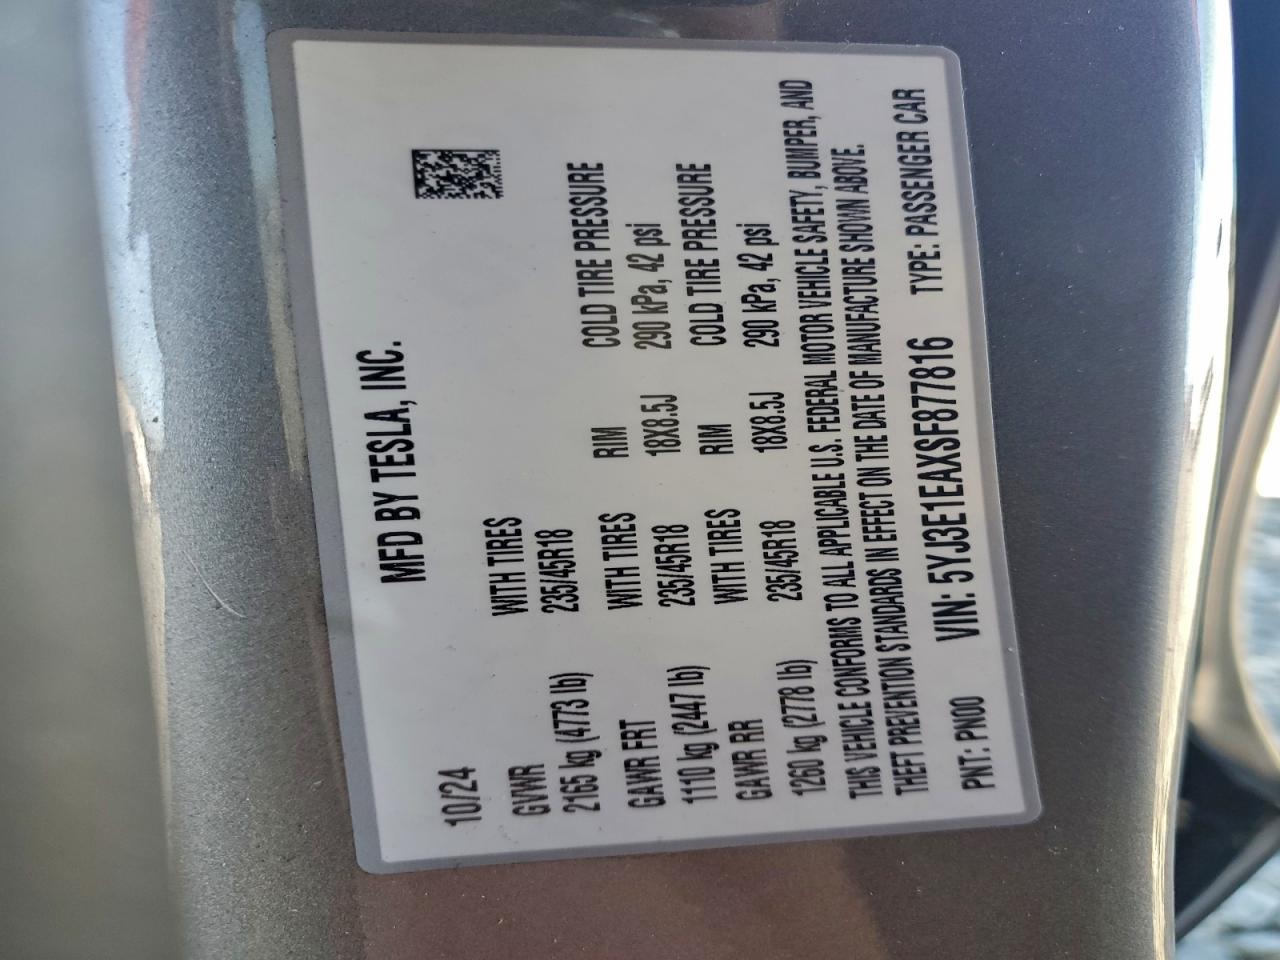 MFD BY TESLA, INC.
10/24
GVWR WITH TIRES
2165 kg (4773 lb) 235/45R18
GAWR FRT WITH TIRES RIM COLD TIRE PRESSURE
1110 kg (2447 lb) 235/45R18 18X8.5J 290 kPa, 42 psi
GAWR RR WITH TIRES RIM COLD TIRE PRESSURE
1260 kg (2778 lb) 235/45R18 18X8.5J 290 kPa, 42 psi
THIS VEHICLE CONFORMS TO ALL APPLICABLE U.S. FEDERAL MOTOR VEHICLE SAFETY, BUMPER, AND
THEFT PREVENTION STANDARDS IN EFFECT ON THE DATE OF MANUFACTURE SHOWN ABOVE.
PNT: PN00 VIN: 5YJ3E1EAXSF877816 TYPE: PASSENGER CAR